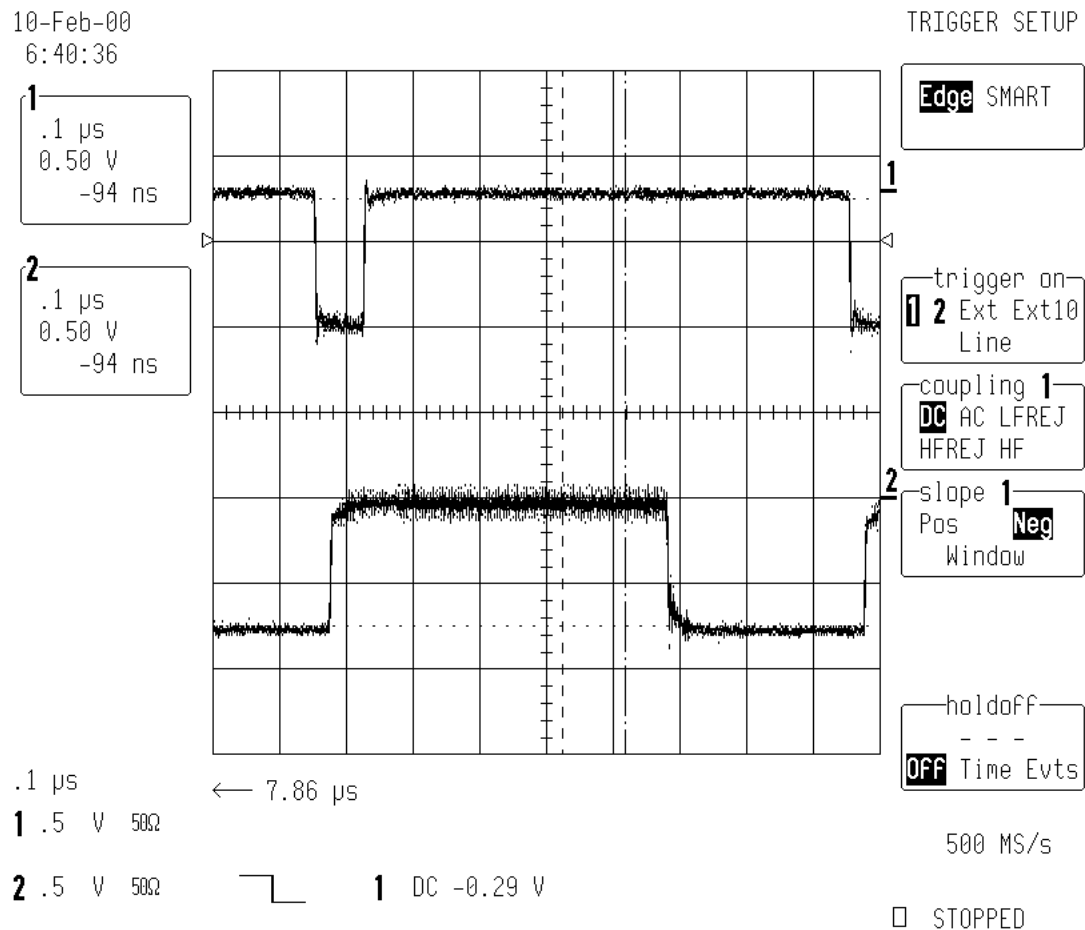 10-Feb-00
6:40:36
TRIGGER SETUP
1
.1 µs
0.50 V
-94 ns
2
.1 µs
0.50 V
-94 ns
1
2
Edge SMART
trigger on
1 2 Ext Ext10
Line
coupling 1
DC AC LFREJ
HFREJ HF
slope 1
Pos Neg
Window
holdoff
- - -
Off Time Evts
.1 µs
← 7.86 µs
1 .5 V 50Ω
2 .5 V 50Ω
1 DC -0.29 V
500 MS/s
□ STOPPED